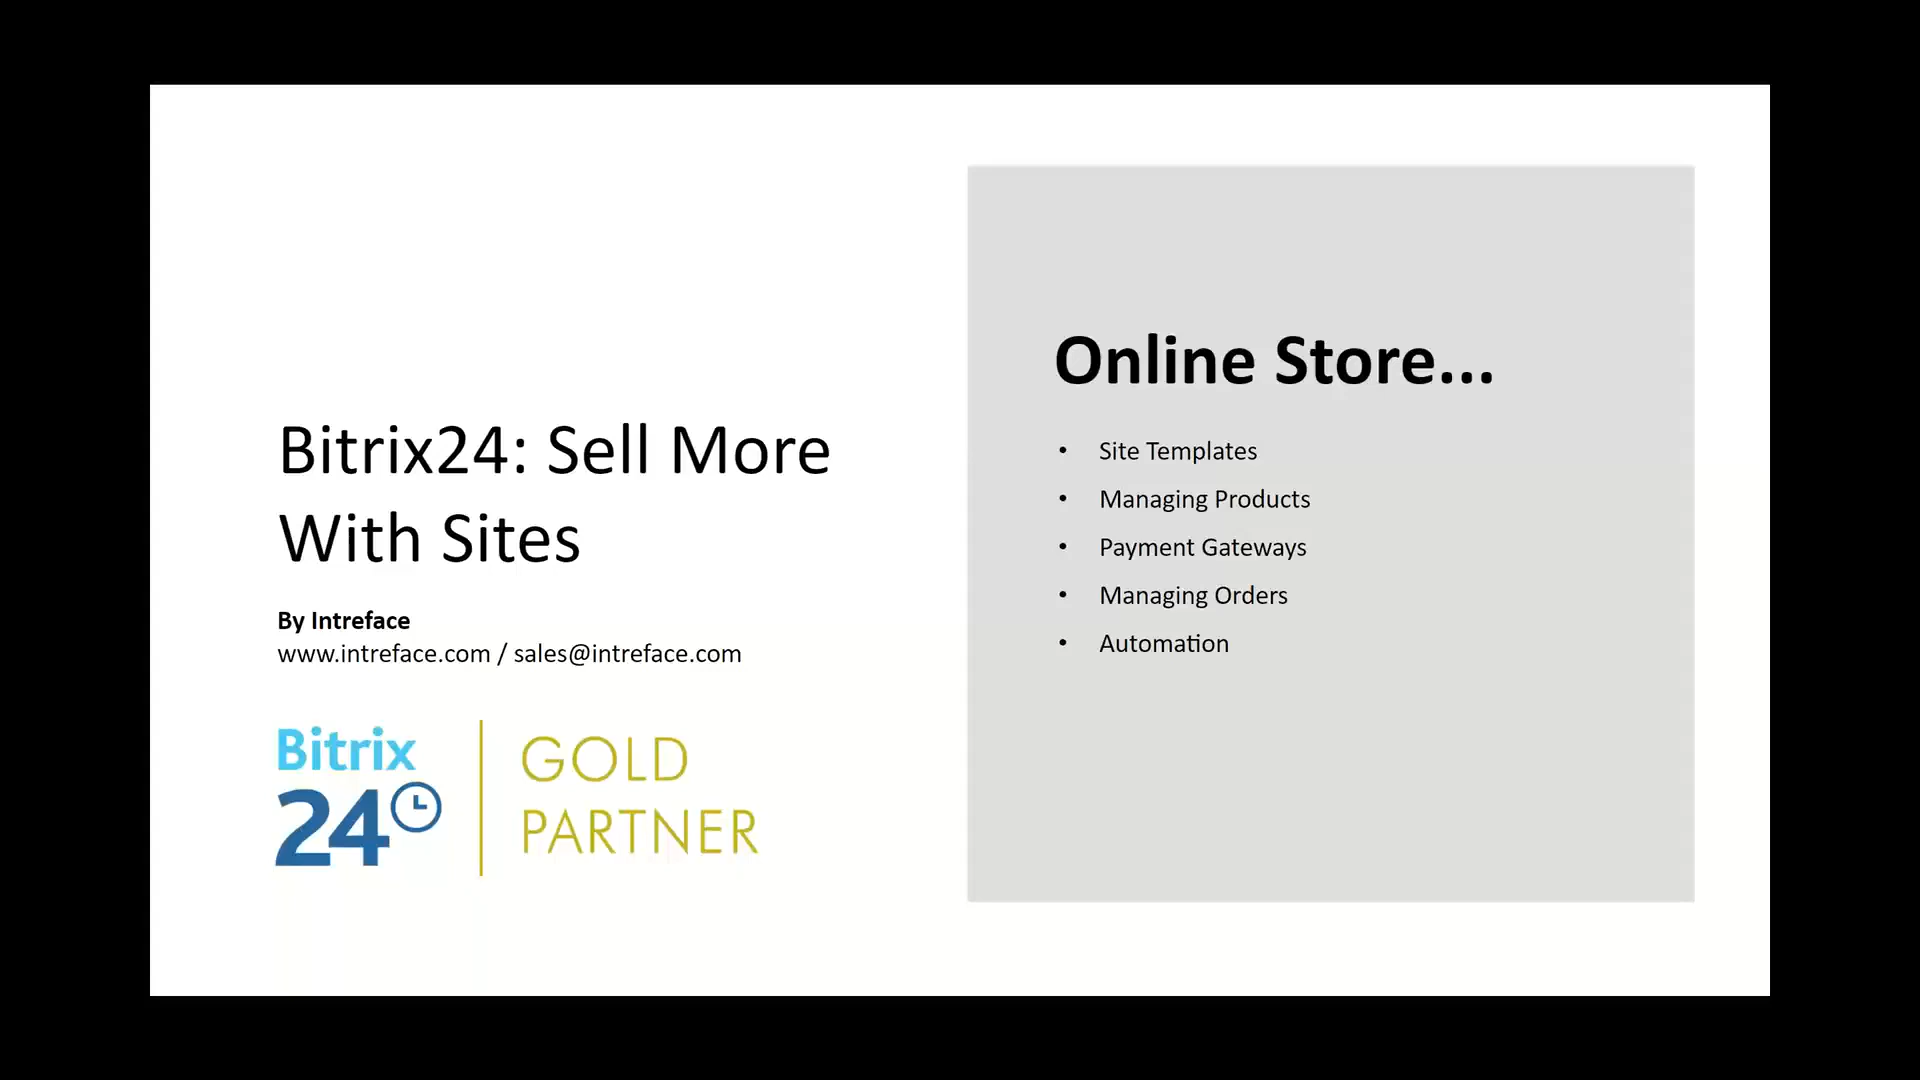 Bitrix24: Sell More
With Sites
By Intreface
www.intreface.com / sales@intreface.com
Bitrix
24
GOLD
PARTNER
Online Store...
• Site Templates
• Managing Products
• Payment Gateways
• Managing Orders
• Automation